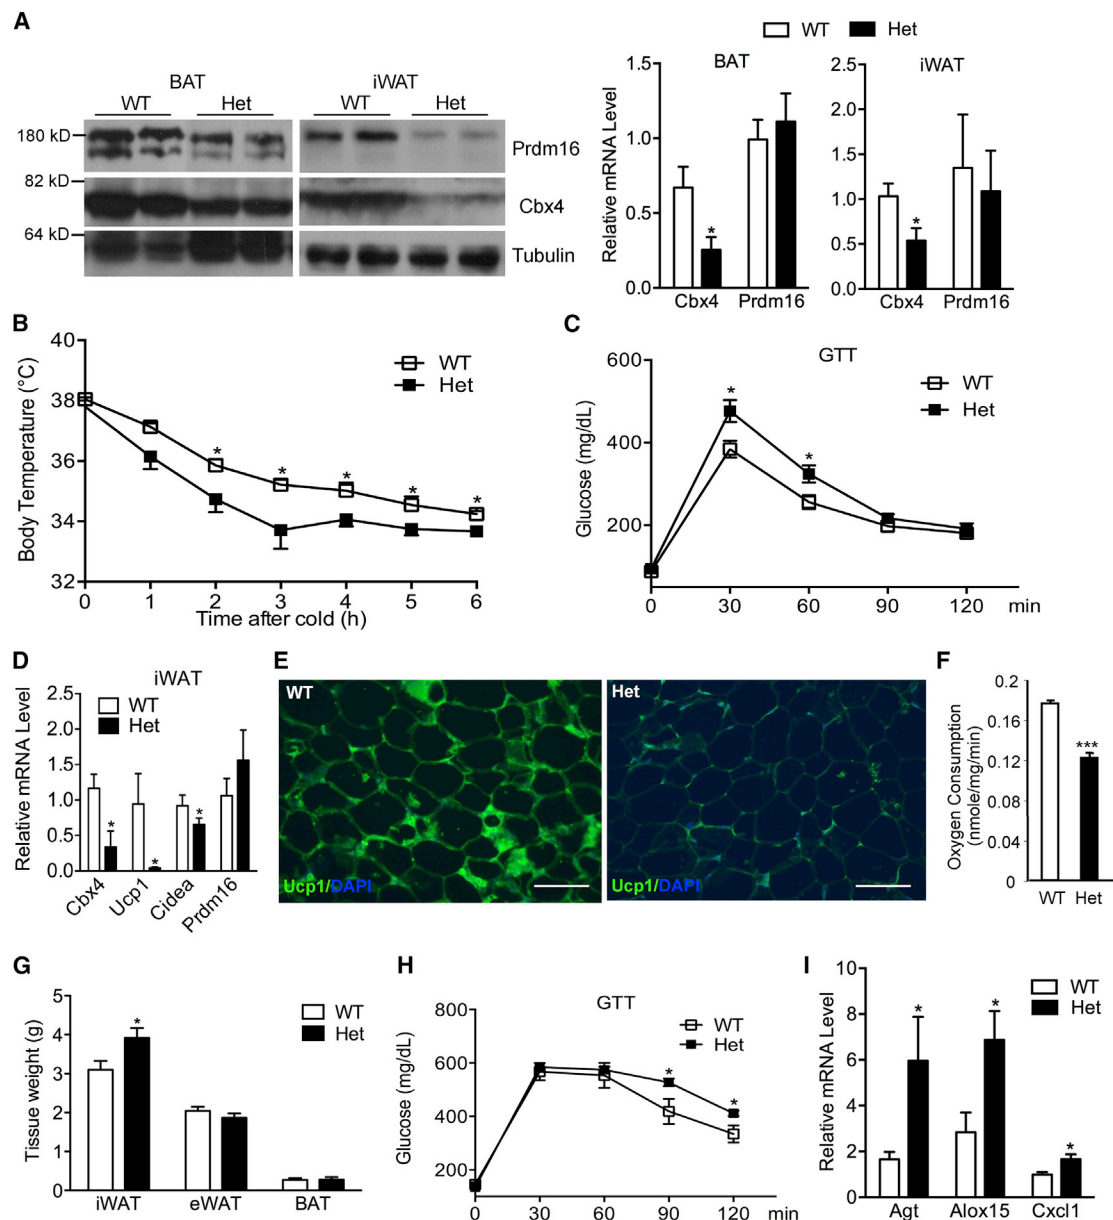 A
BAT
iWAT
WT Het WT Het
180 kD
Prdm16
82 kD
Cbx4
64 kD
Tubulin
WT Het
BAT
Relative mRNA Level
1.5
1.0
0.5
0.0
*
Cbx4 Prdm16
iWAT
2.5
2.0
1.5
1.0
0.5
0.0
*
Cbx4 Prdm16
B
Body Temperature (°C)
40
38
36
34
32
WT
Het
* * * * *
0 1 2 3 4 5 6
Time after cold (h)
C
GTT
Glucose (mg/dL)
600
400
200
WT
Het
* *
0 30 60 90 120 min
D
iWAT
Relative mRNA Level
2.5
2.0
1.5
1.0
0.5
0.0
WT
Het
* * *
Cbx4 Ucp1 Cidea Prdm16
E
WT
Ucp1/DAPI
Het
Ucp1/DAPI
F
Oxygen Consumption
(nmole/mg/min)
0.2
0.16
0.12
0.08
0.04
0
***
WT Het
G
Tissue weight (g)
5
4
3
2
1
0
WT
Het
*
iWAT eWAT BAT
H
GTT
Glucose (mg/dL)
800
600
400
200
WT
Het
* *
0 30 60 90 120 min
I
Relative mRNA Level
10
8
6
4
2
0
WT
Het
* * *
Agt Alox15 Cxcl1